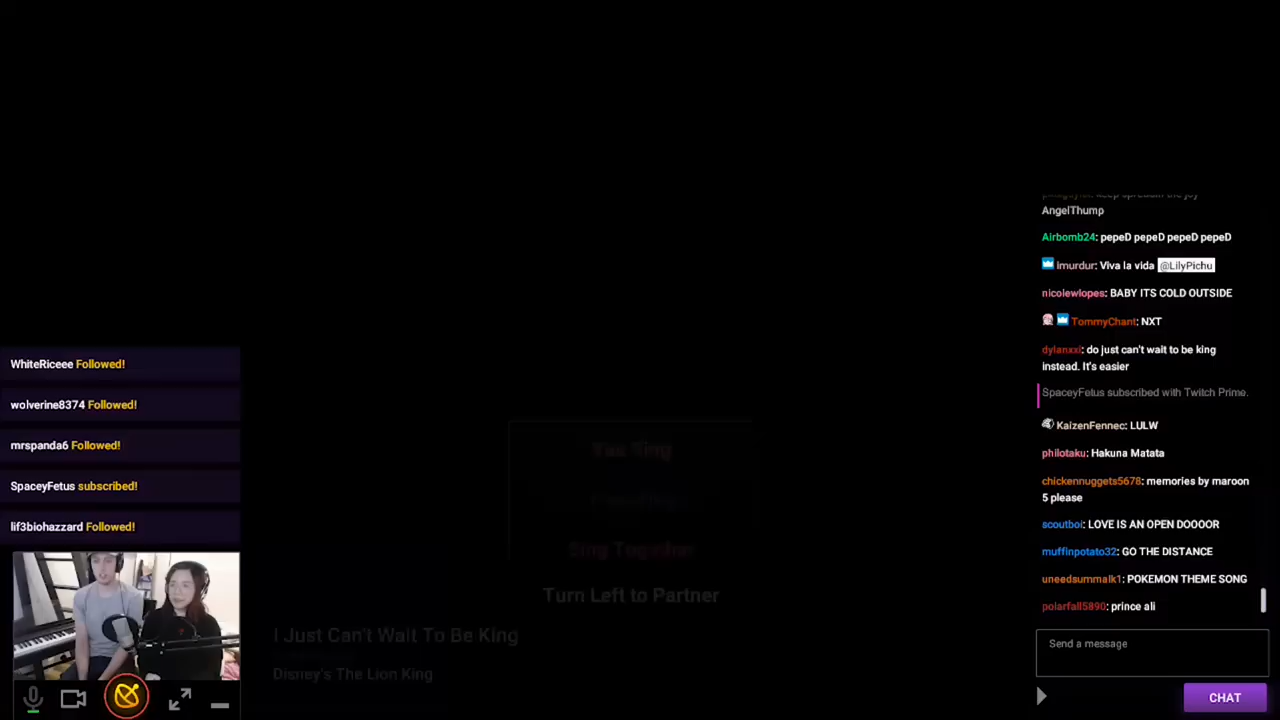 WhiteRiceee Followed!
wolverine8374 Followed!
mrspanda6 Followed!
SpaceyFetus subscribed!
lif3biohazzard Followed!
Sing Together
Turn Left to Partner
I Just Can't Wait To Be King
Disney's The Lion King
AngelThump
Airbomb24: pepeD pepeD pepeD pepeD
imurdur: Viva la vida @LilyPichu
nicolewlopes: BABY ITS COLD OUTSIDE
TommyChant: NXT
dylanxxi: do just can't wait to be king
instead. It's easier
SpaceyFetus subscribed with Twitch Prime.
KaizenFennec: LULW
philotaku: Hakuna Matata
chickennuggets5678: memories by maroon
5 please
scoutboi: LOVE IS AN OPEN DOOOOR
muffinpotato32: GO THE DISTANCE
uneedsummalk1: POKEMON THEME SONG
polarfall5890: prince ali
Send a message
CHAT